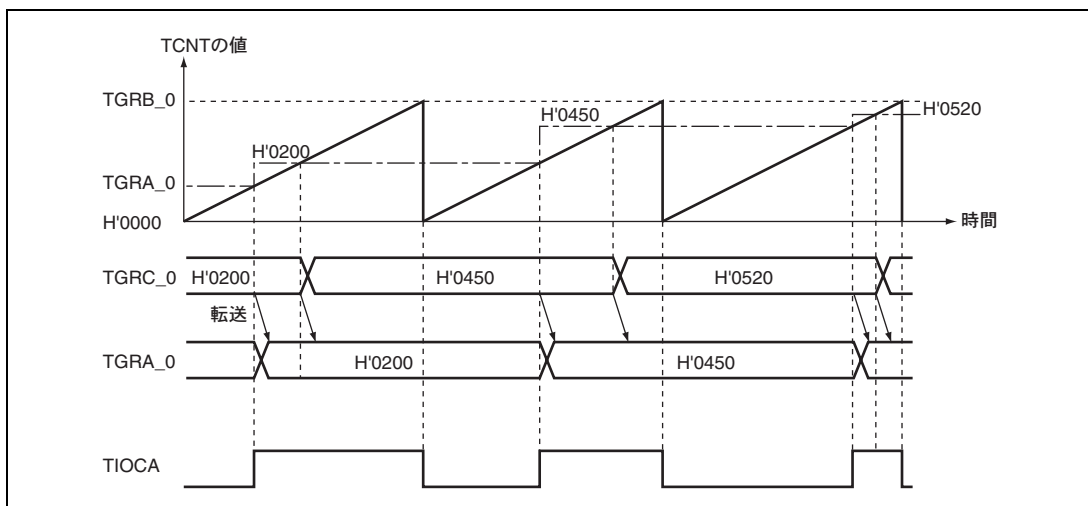 TCNTの値
TGRB_0
H'0450
H'0520
H'0200
TGRA_0
H'0000
時間
TGRC_0
H'0200
H'0450
H'0520
転送
TGRA_0
H'0200
H'0450
TIOCA